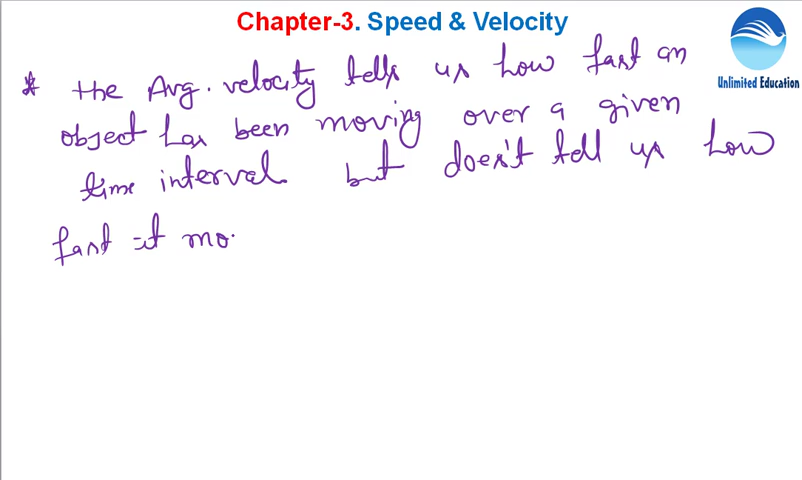 Chapter-3. Speed & Velocity
Unlimited Education
* the Avg. velocity tells us how fast an
object has been moving over a given
time interval but doesn't tell us how
fast it mo